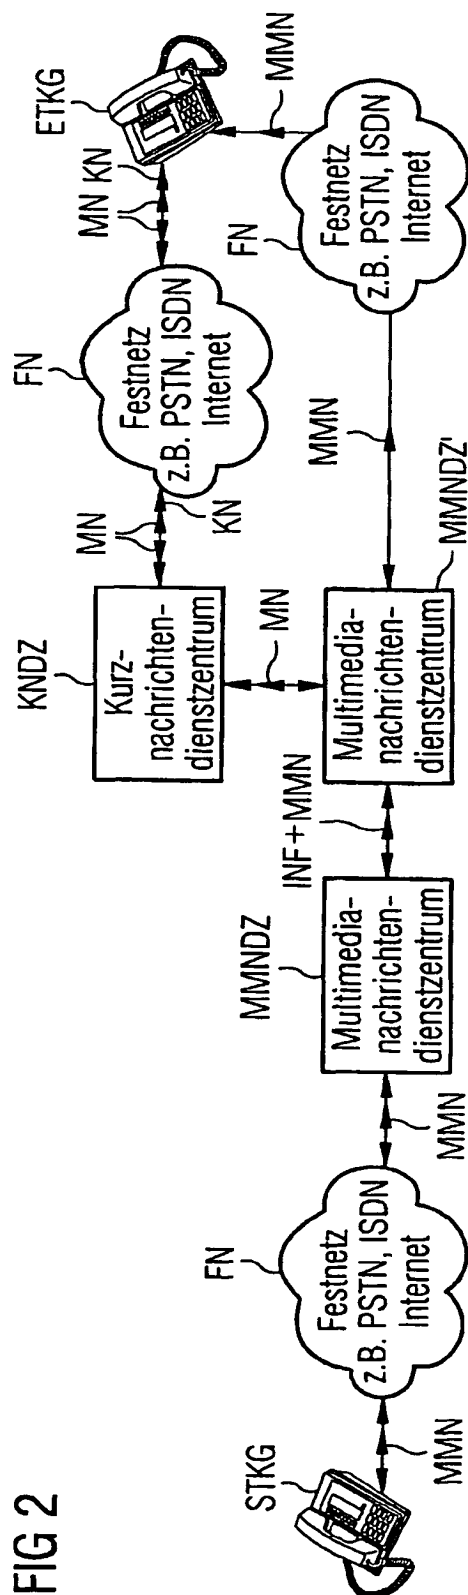 FIG 2
STKG
MMN
FN
Festnetz
z.B. PSTN, ISDN
Internet
MMN
MMNDZ
Multimedia-
nachrichten-
dienstzentrum
INF+MMN
Multimedia-
nachrichten-
dienstzentrum
MMNDZ'
MN
KNDZ
Kurz-
nachrichten-
dienstzentrum
MN
KN
FN
Festnetz
z.B. PSTN, ISDN
Internet
MN
KN
ETKG
MMN
FN
Festnetz
z.B. PSTN, ISDN
Internet
MMN